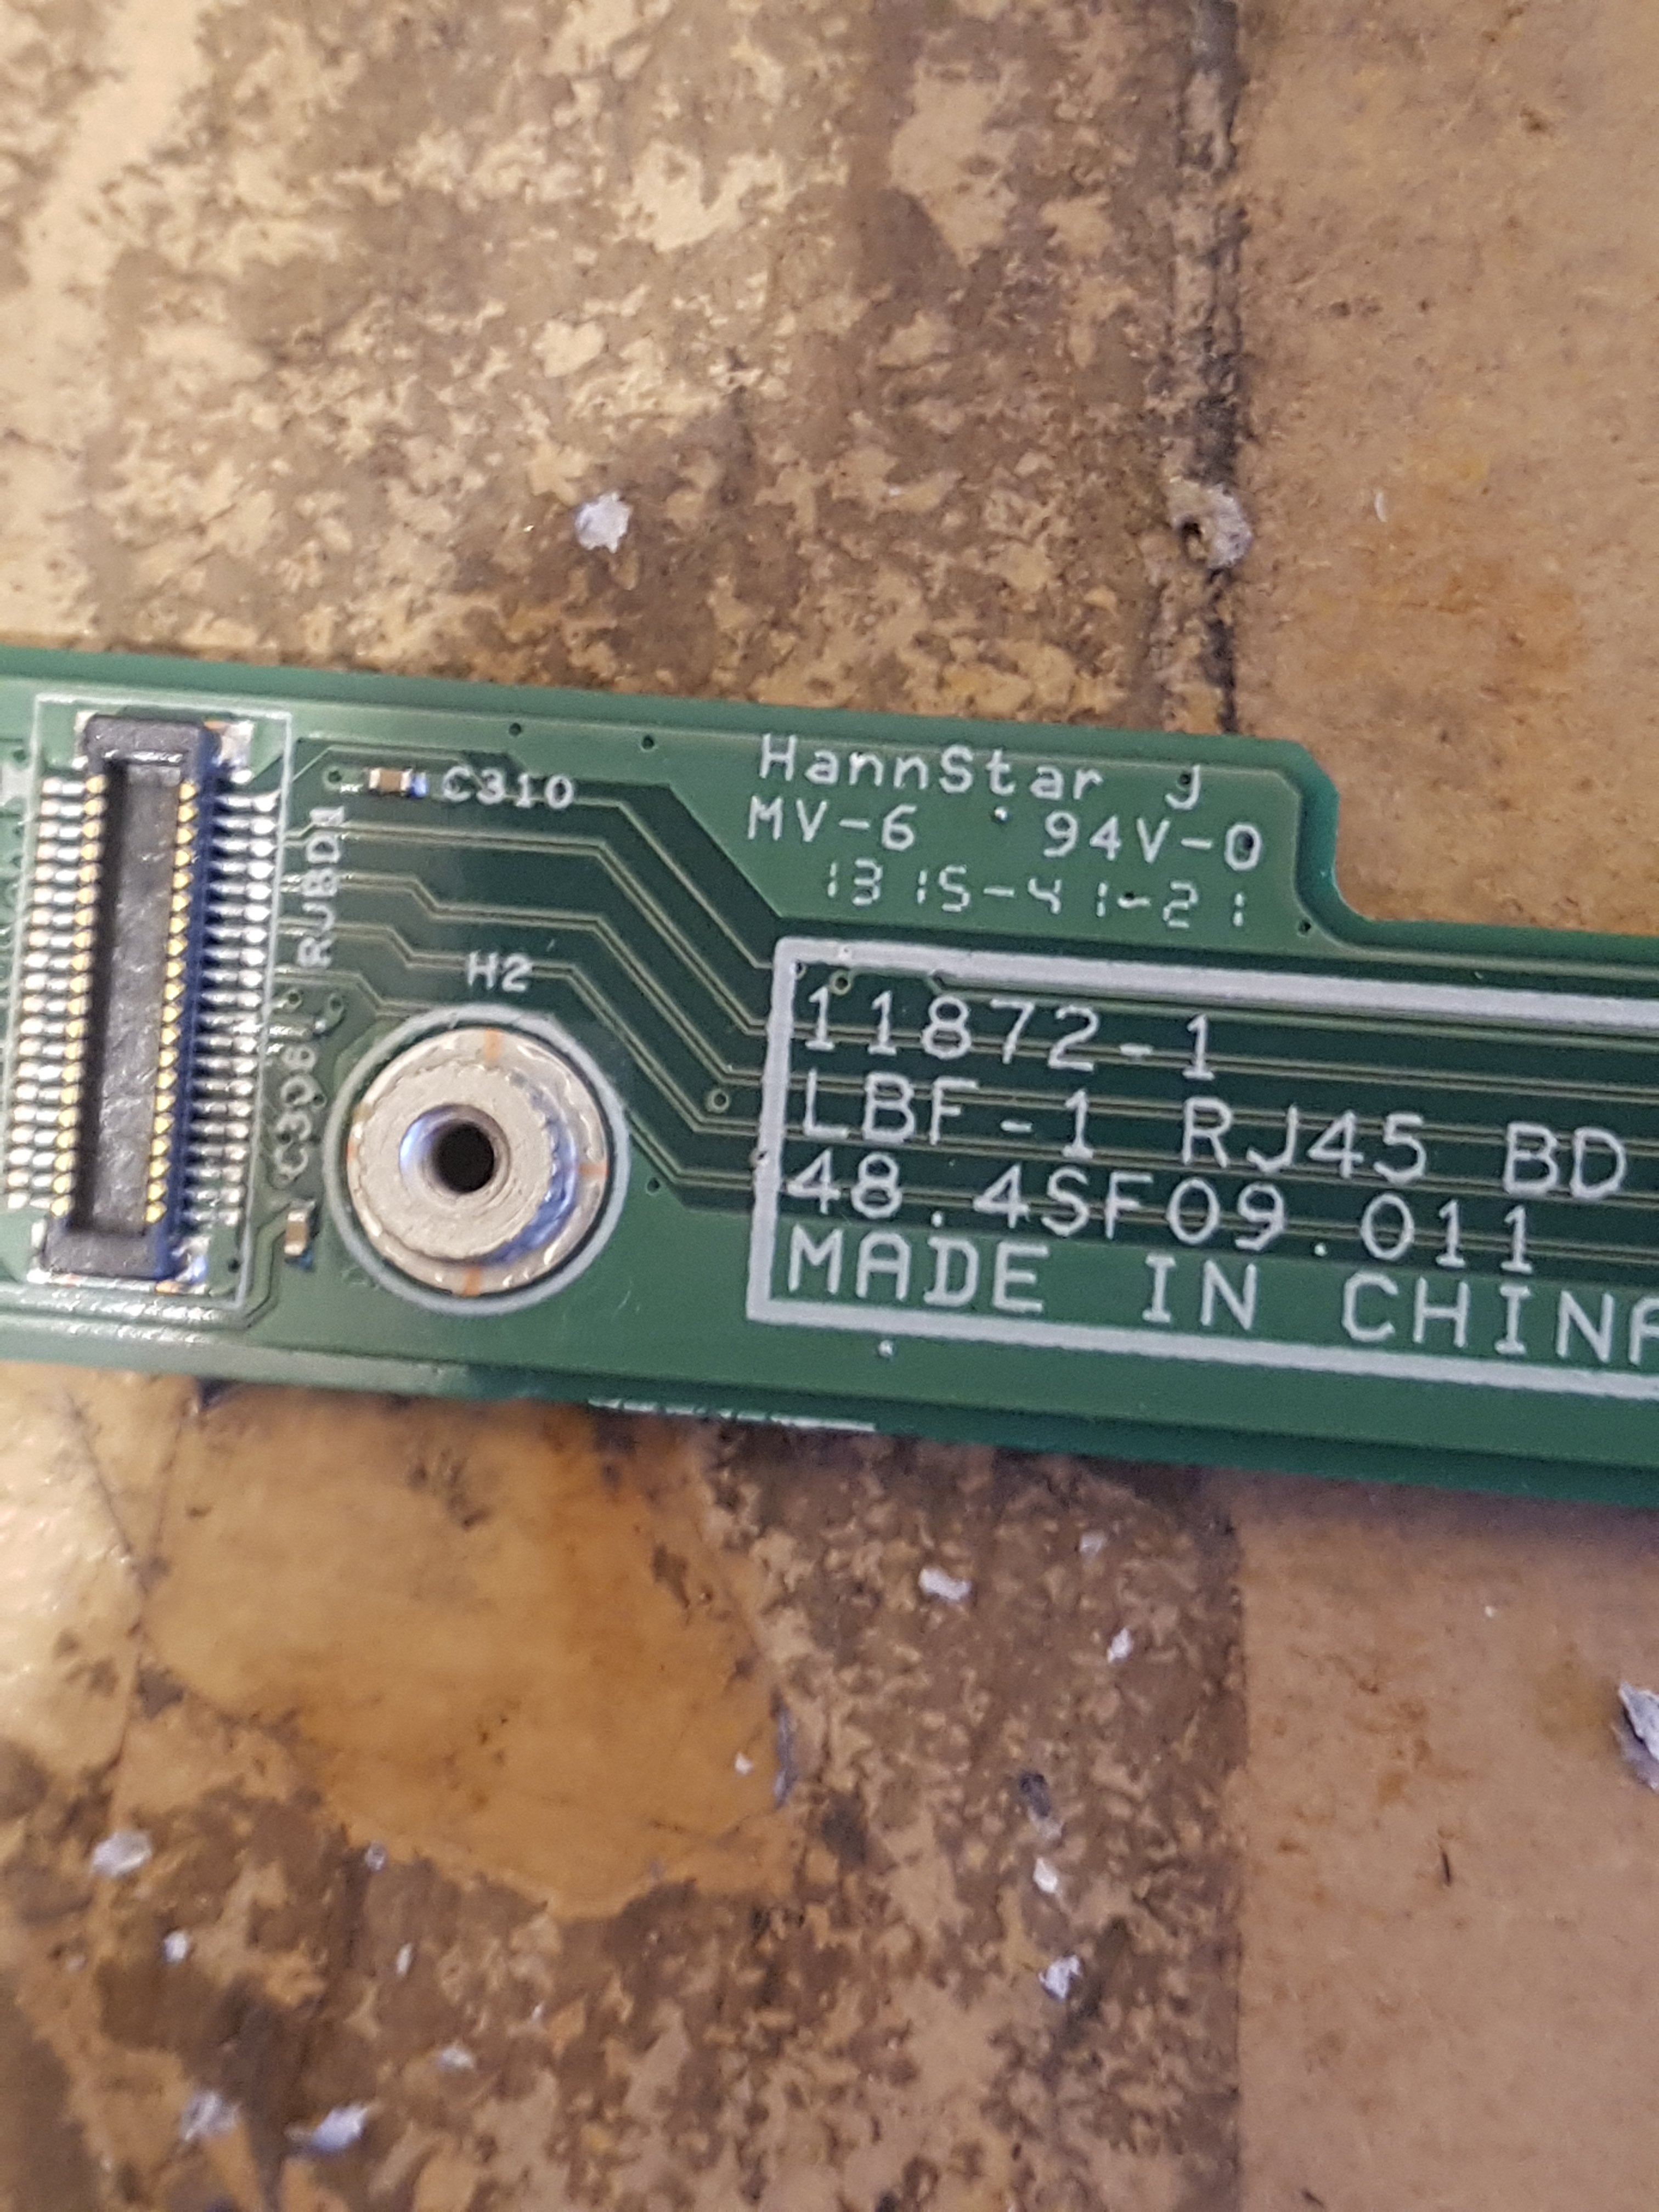 C310
RJBD1
H2
HannStar J
MV-6 94V-0
1315-41-21
11872-1
LBF-1 RJ45 BD
48.4SF09.011
MADE IN CHINA